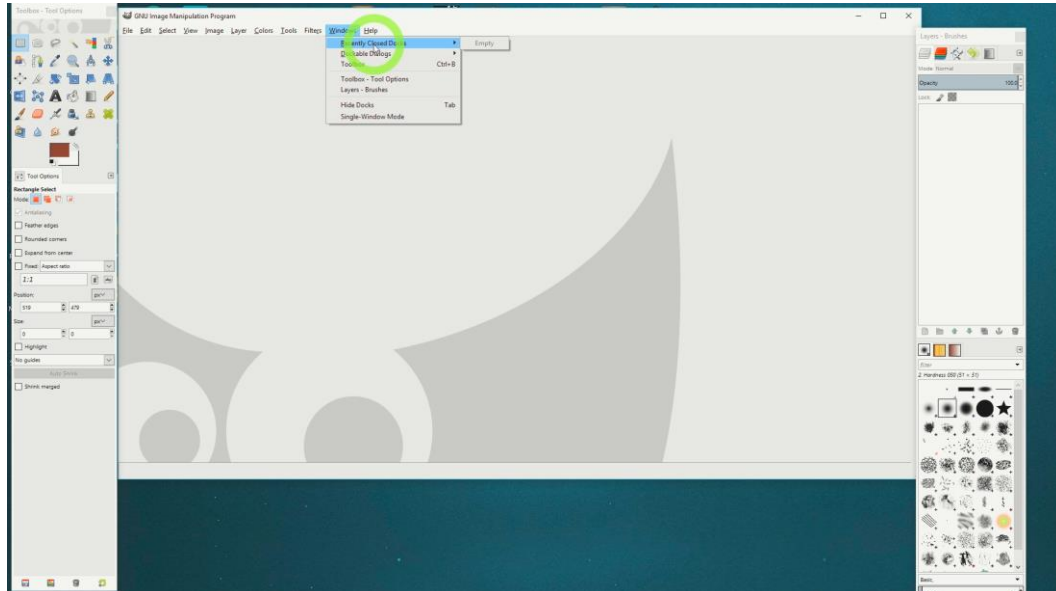 Toolbox - Tool Options
GNU Image Manipulation Program
File Edit Select View Image Layer Colors Tools Filters Windows Help
Recently Closed Docks
Empty
Dockable Dialogs
Toolbox Ctrl+B
Toolbox - Tool Options
Layers - Brushes
Hide Docks Tab
Single-Window Mode
Tool Options
Rectangle Select
Mode:
Antialiasing
Feather edges
Rounded corners
Expand from center
Fixed Aspect ratio
1:1
Position: px
519 479
Size: px
0 0
Highlight
No guides
Auto Shrink
Shrink merged
Layers - Brushes
Mode Normal
Opacity 100.0
Lock:
filter
2. Hardness 050 (51 × 51)
Basic,